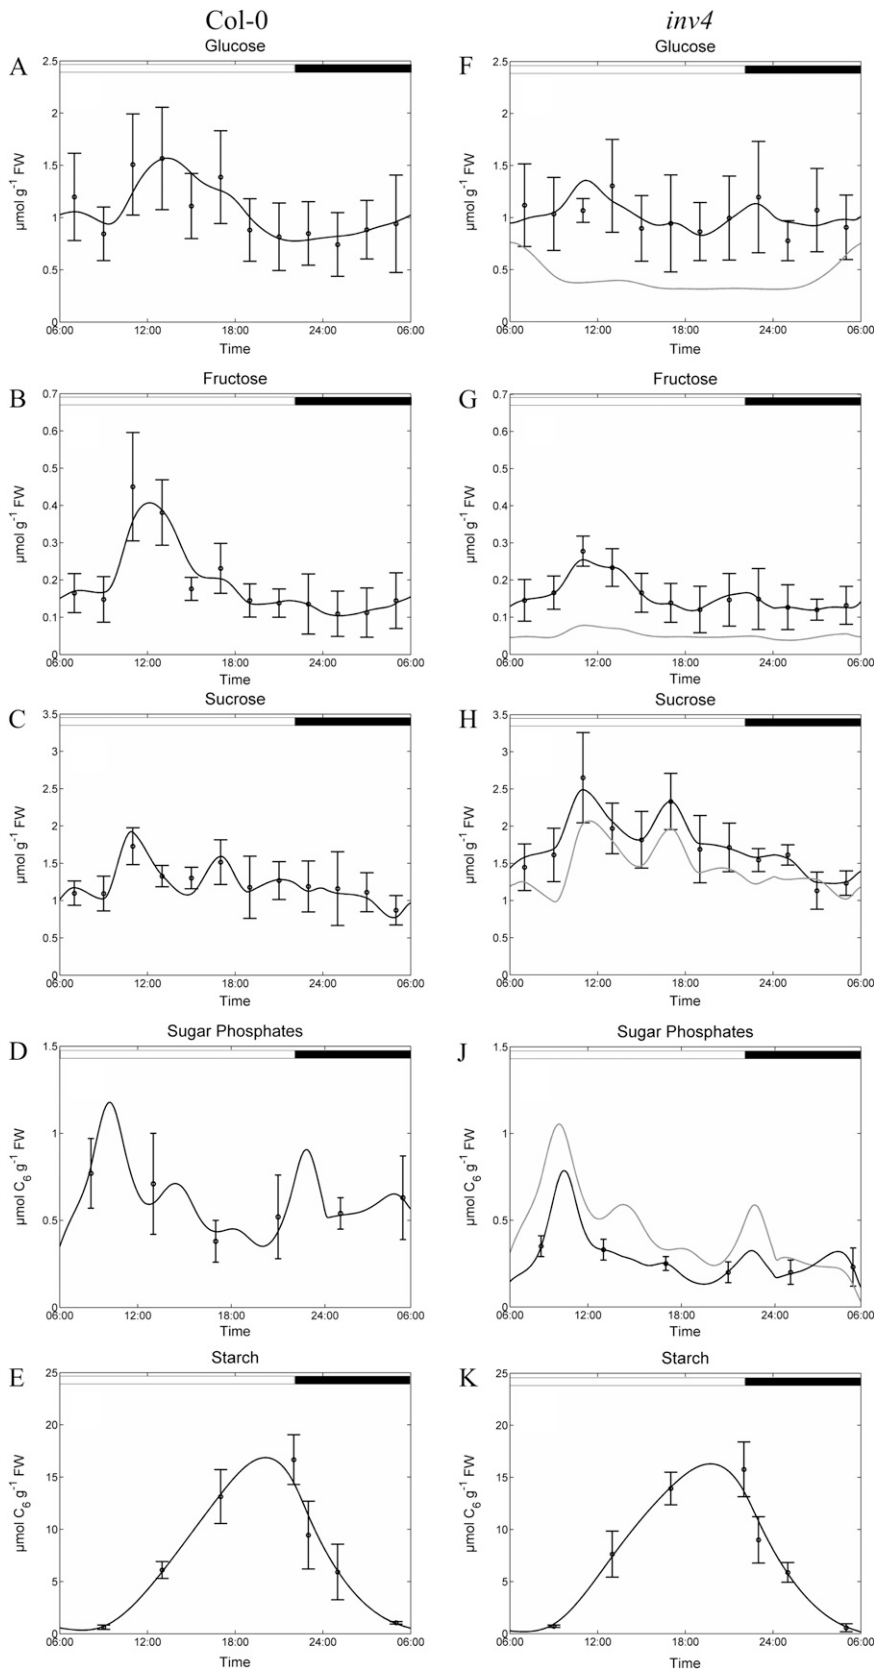 Col-0
inv4
A
Glucose
2.5
2
1.5
1
0.5
0
µmol g⁻¹ FW
06:00 12:00 18:00 24:00 06:00
Time
F
Glucose
2.5
2
1.5
1
0.5
0
µmol g⁻¹ FW
06:00 12:00 18:00 24:00 06:00
Time
B
Fructose
0.7
0.6
0.5
0.4
0.3
0.2
0.1
0
µmol g⁻¹ FW
06:00 12:00 18:00 24:00 06:00
Time
G
Fructose
0.7
0.6
0.5
0.4
0.3
0.2
0.1
0
µmol g⁻¹ FW
06:00 12:00 18:00 24:00 06:00
Time
C
Sucrose
3.5
3
2.5
2
1.5
1
0.5
0
µmol g⁻¹ FW
06:00 12:00 18:00 24:00 06:00
Time
H
Sucrose
3.5
3
2.5
2
1.5
1
0.5
0
µmol g⁻¹ FW
06:00 12:00 18:00 24:00 06:00
Time
D
Sugar Phosphates
1.5
1
0.5
0
µmol C₆ g⁻¹ FW
06:00 12:00 18:00 24:00 06:00
Time
J
Sugar Phosphates
1.5
1
0.5
0
µmol C₆ g⁻¹ FW
06:00 12:00 18:00 24:00 06:00
Time
E
Starch
25
20
15
10
5
0
µmol C₆ g⁻¹ FW
06:00 12:00 18:00 24:00 06:00
Time
K
Starch
25
20
15
10
5
0
µmol C₆ g⁻¹ FW
06:00 12:00 18:00 24:00 06:00
Time